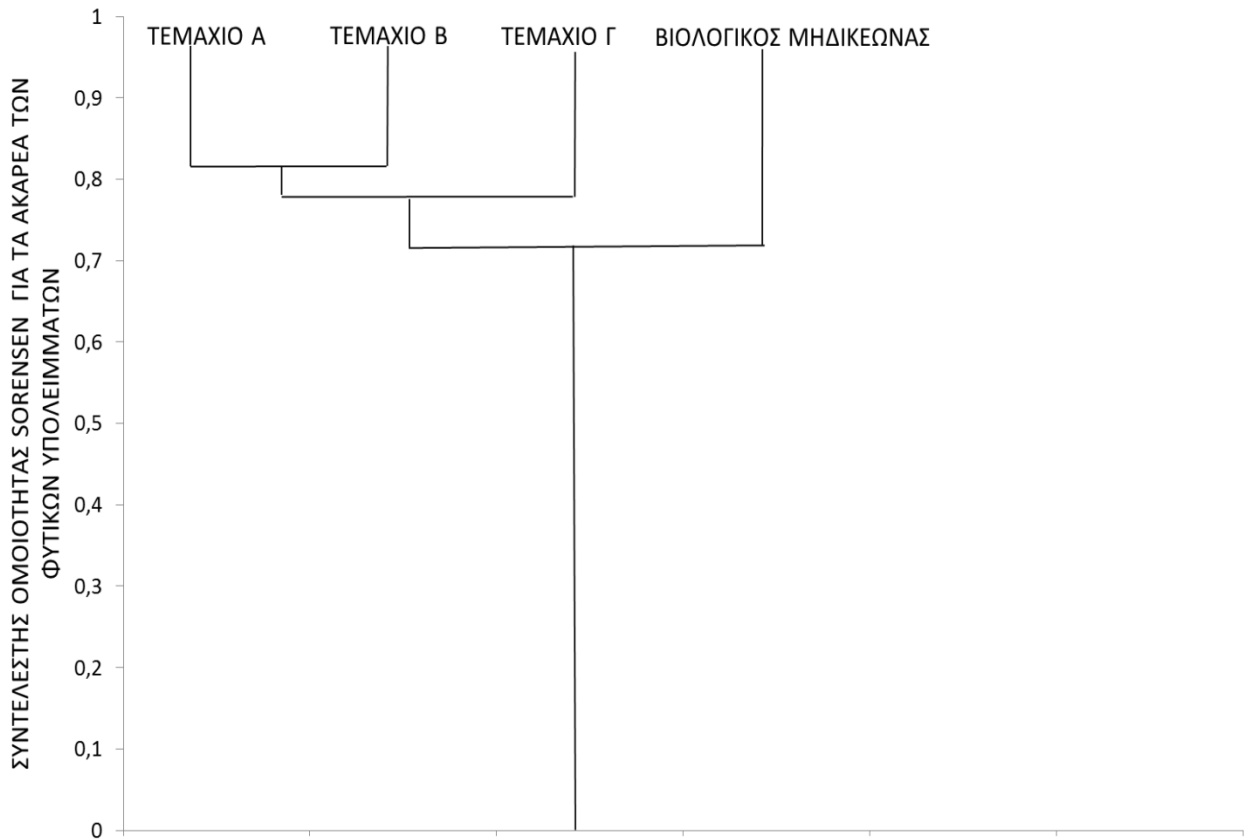 ΣΥΝΤΕΛΕΣΤΗΣ ΟΜΟΙΟΤΗΤΑΣ SORENSEN ΓΙΑ ΤΑ ΑΚΑΡΕΑ ΤΩΝ
ΦΥΤΙΚΩΝ ΥΠΟΛΕΙΜΜΑΤΩΝ
1
0,9
0,8
0,7
0,6
0,5
0,4
0,3
0,2
0,1
0
ΤΕΜΑΧΙΟ Α
ΤΕΜΑΧΙΟ Β
ΤΕΜΑΧΙΟ Γ
ΒΙΟΛΟΓΙΚΟΣ ΜΗΔΙΚΕΩΝΑΣ